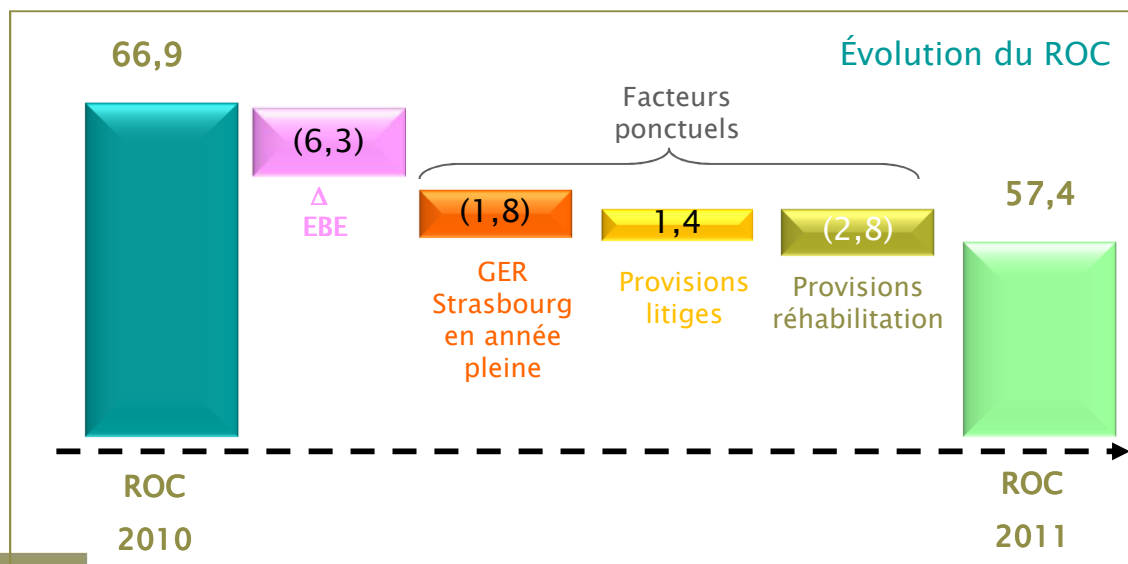 Évolution du ROC
66,9
Facteurs
ponctuels
(6,3)
Δ
EBE
(1,8)
GER
Strasbourg
en année
pleine
1,4
Provisions
litiges
(2,8)
Provisions
réhabilitation
57,4
ROC
2010
ROC
2011